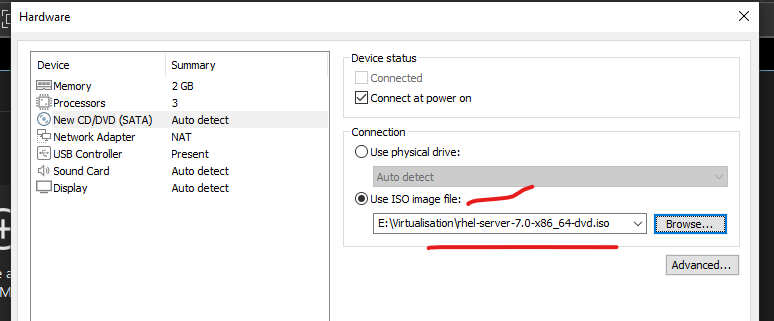 Hardware
Device Summary
Memory 2 GB
Processors 3
New CD/DVD (SATA) Auto detect
Network Adapter NAT
USB Controller Present
Sound Card Auto detect
Display Auto detect
Device status
Connected
Connect at power on
Connection
Use physical drive:
Auto detect
Use ISO image file:
E:\Virtualisation\rhel-server-7.0-x86_64-dvd.iso Browse...
Advanced...